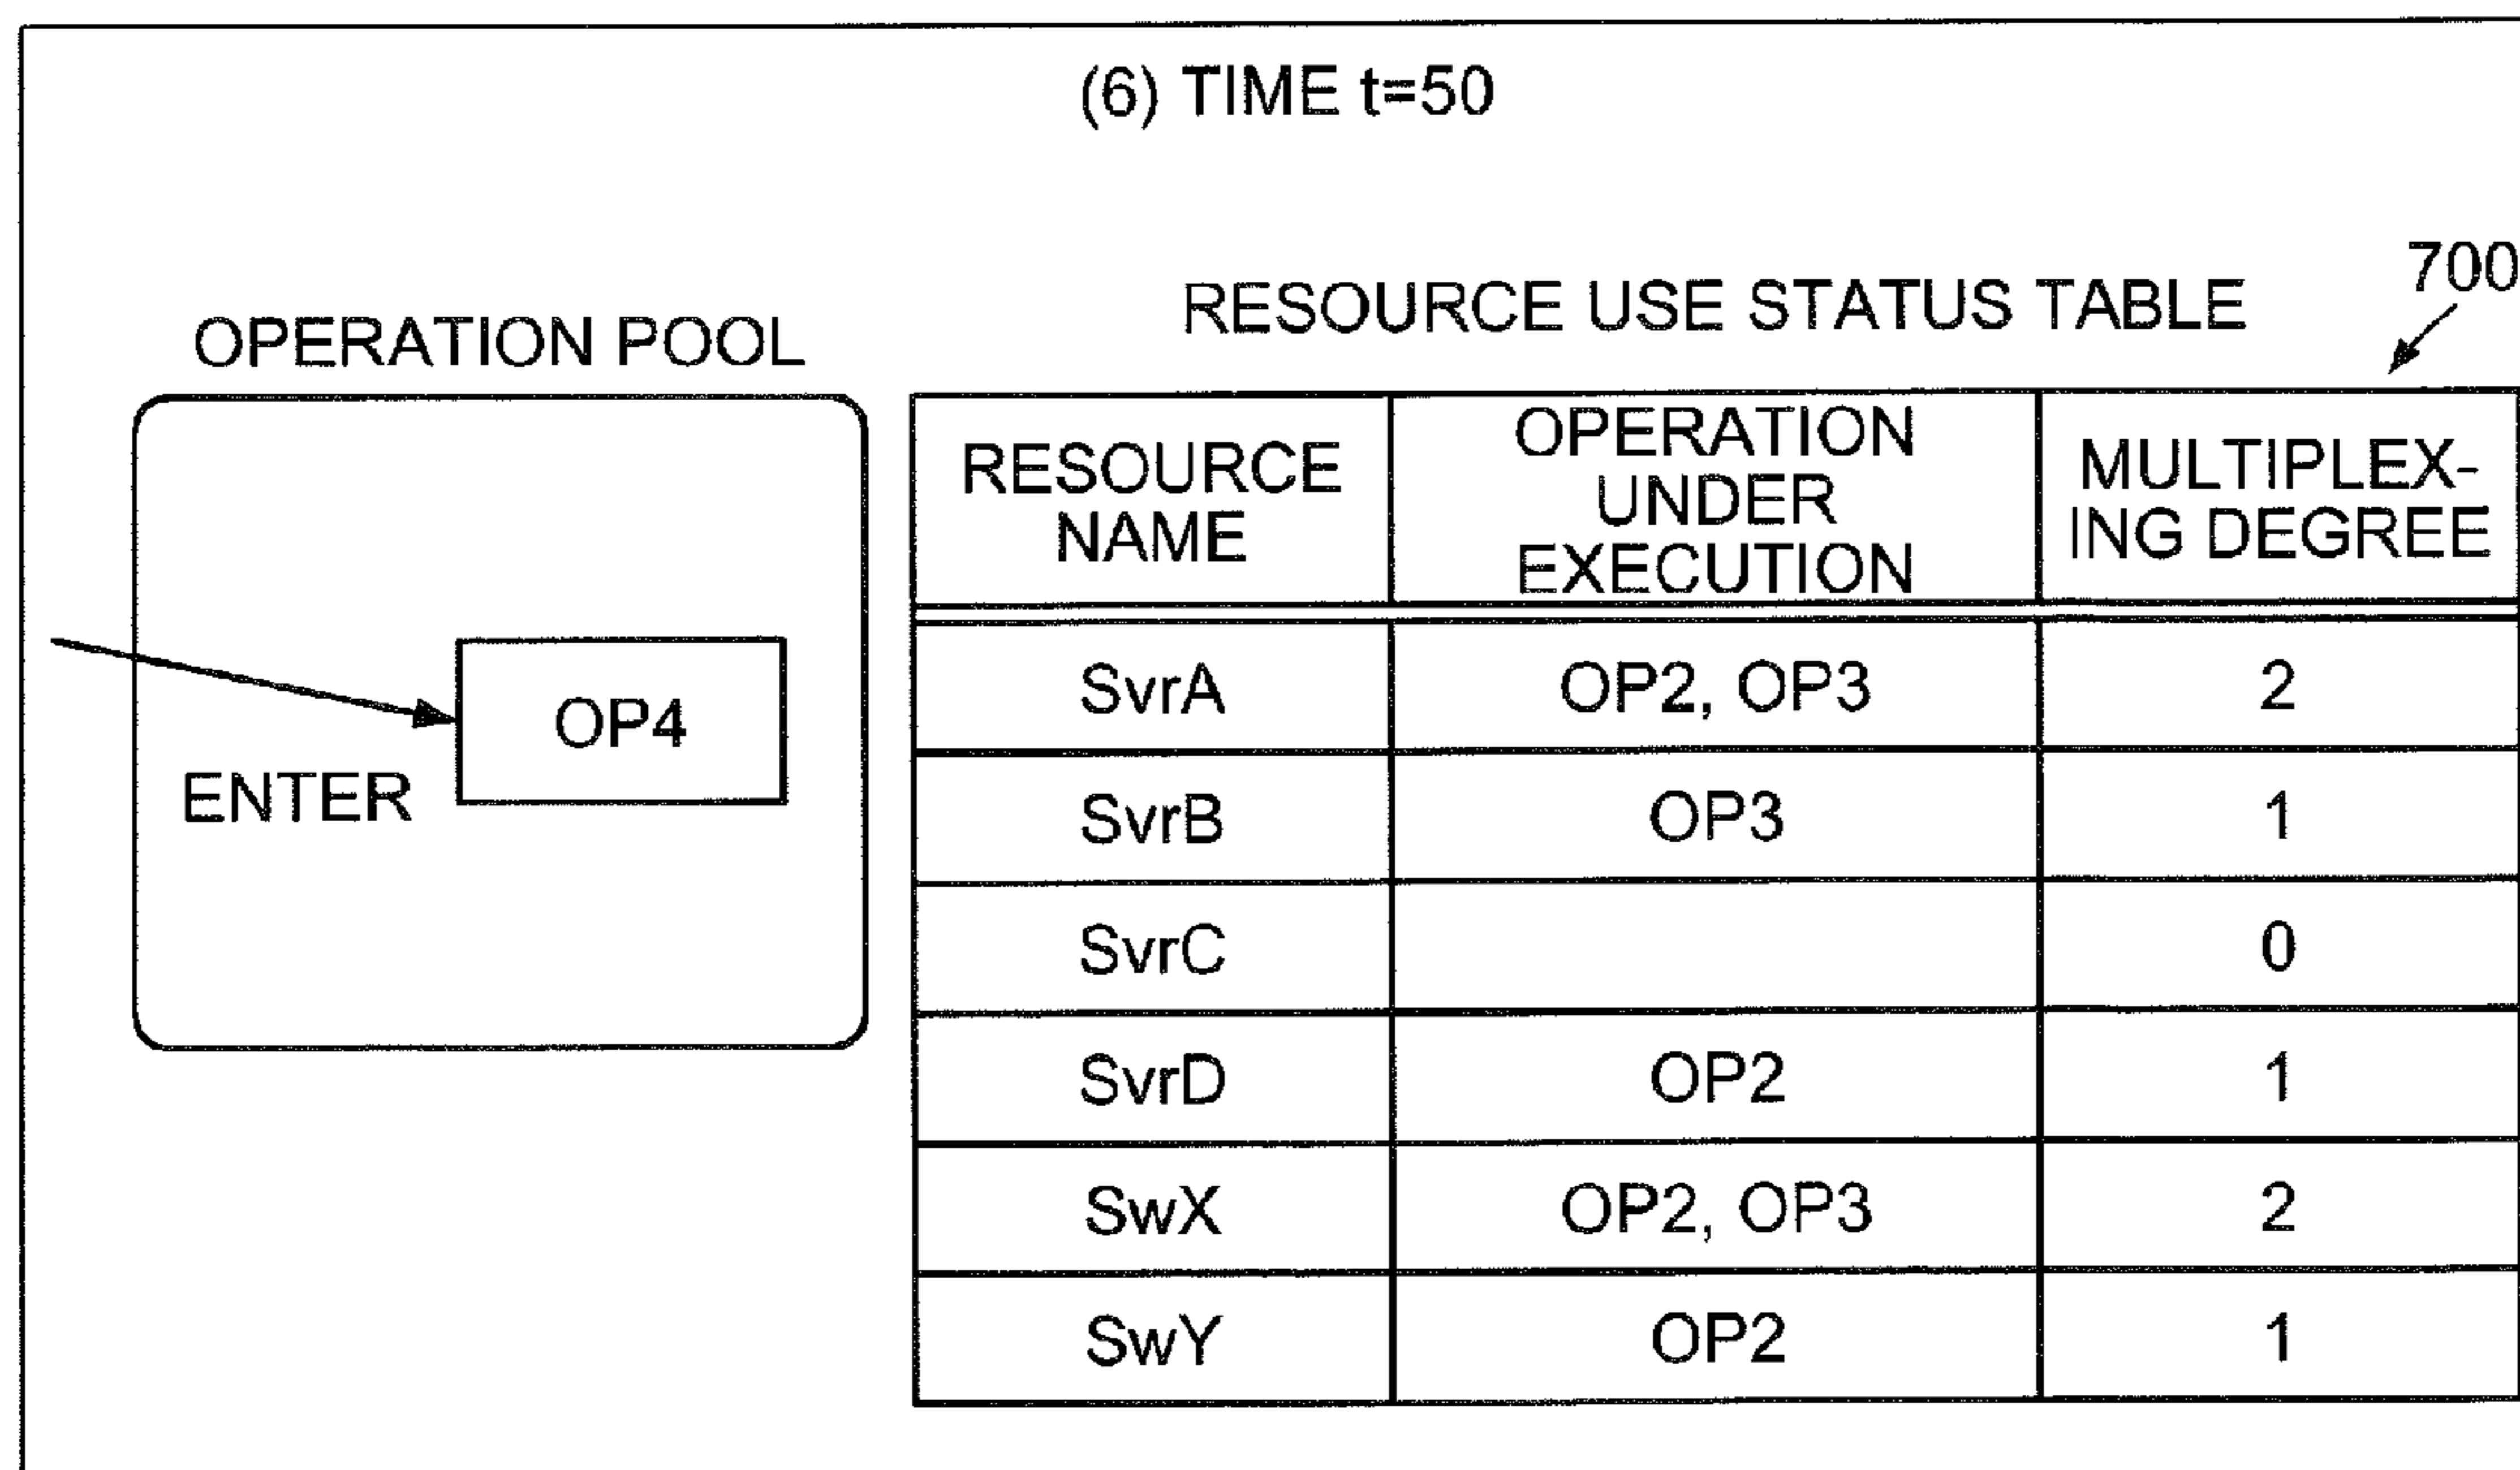 (6) TIME t=50
700
RESOURCE USE STATUS TABLE
OPERATION POOL
OP4
ENTER
RESOURCE
NAME
OPERATION
UNDER
EXECUTION
MULTIPLEX-
ING DEGREE
SvrA OP2, OP3 2
SvrB OP3 1
SvrC 0
SvrD OP2 1
SwX OP2, OP3 2
SwY OP2 1